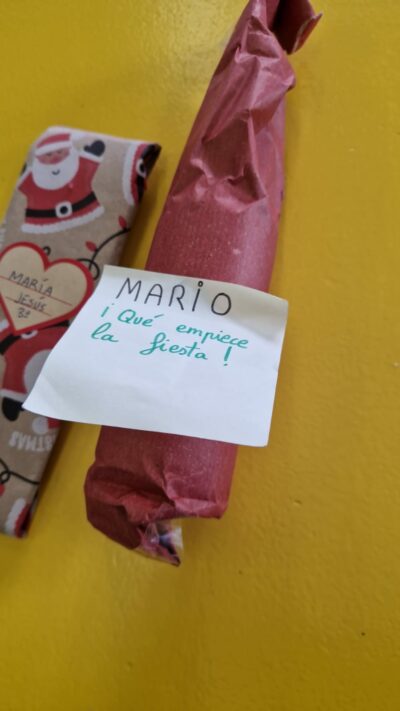 MARÍA
JESÚS
3º
MARIO
¡Qué empiece
la fiesta!